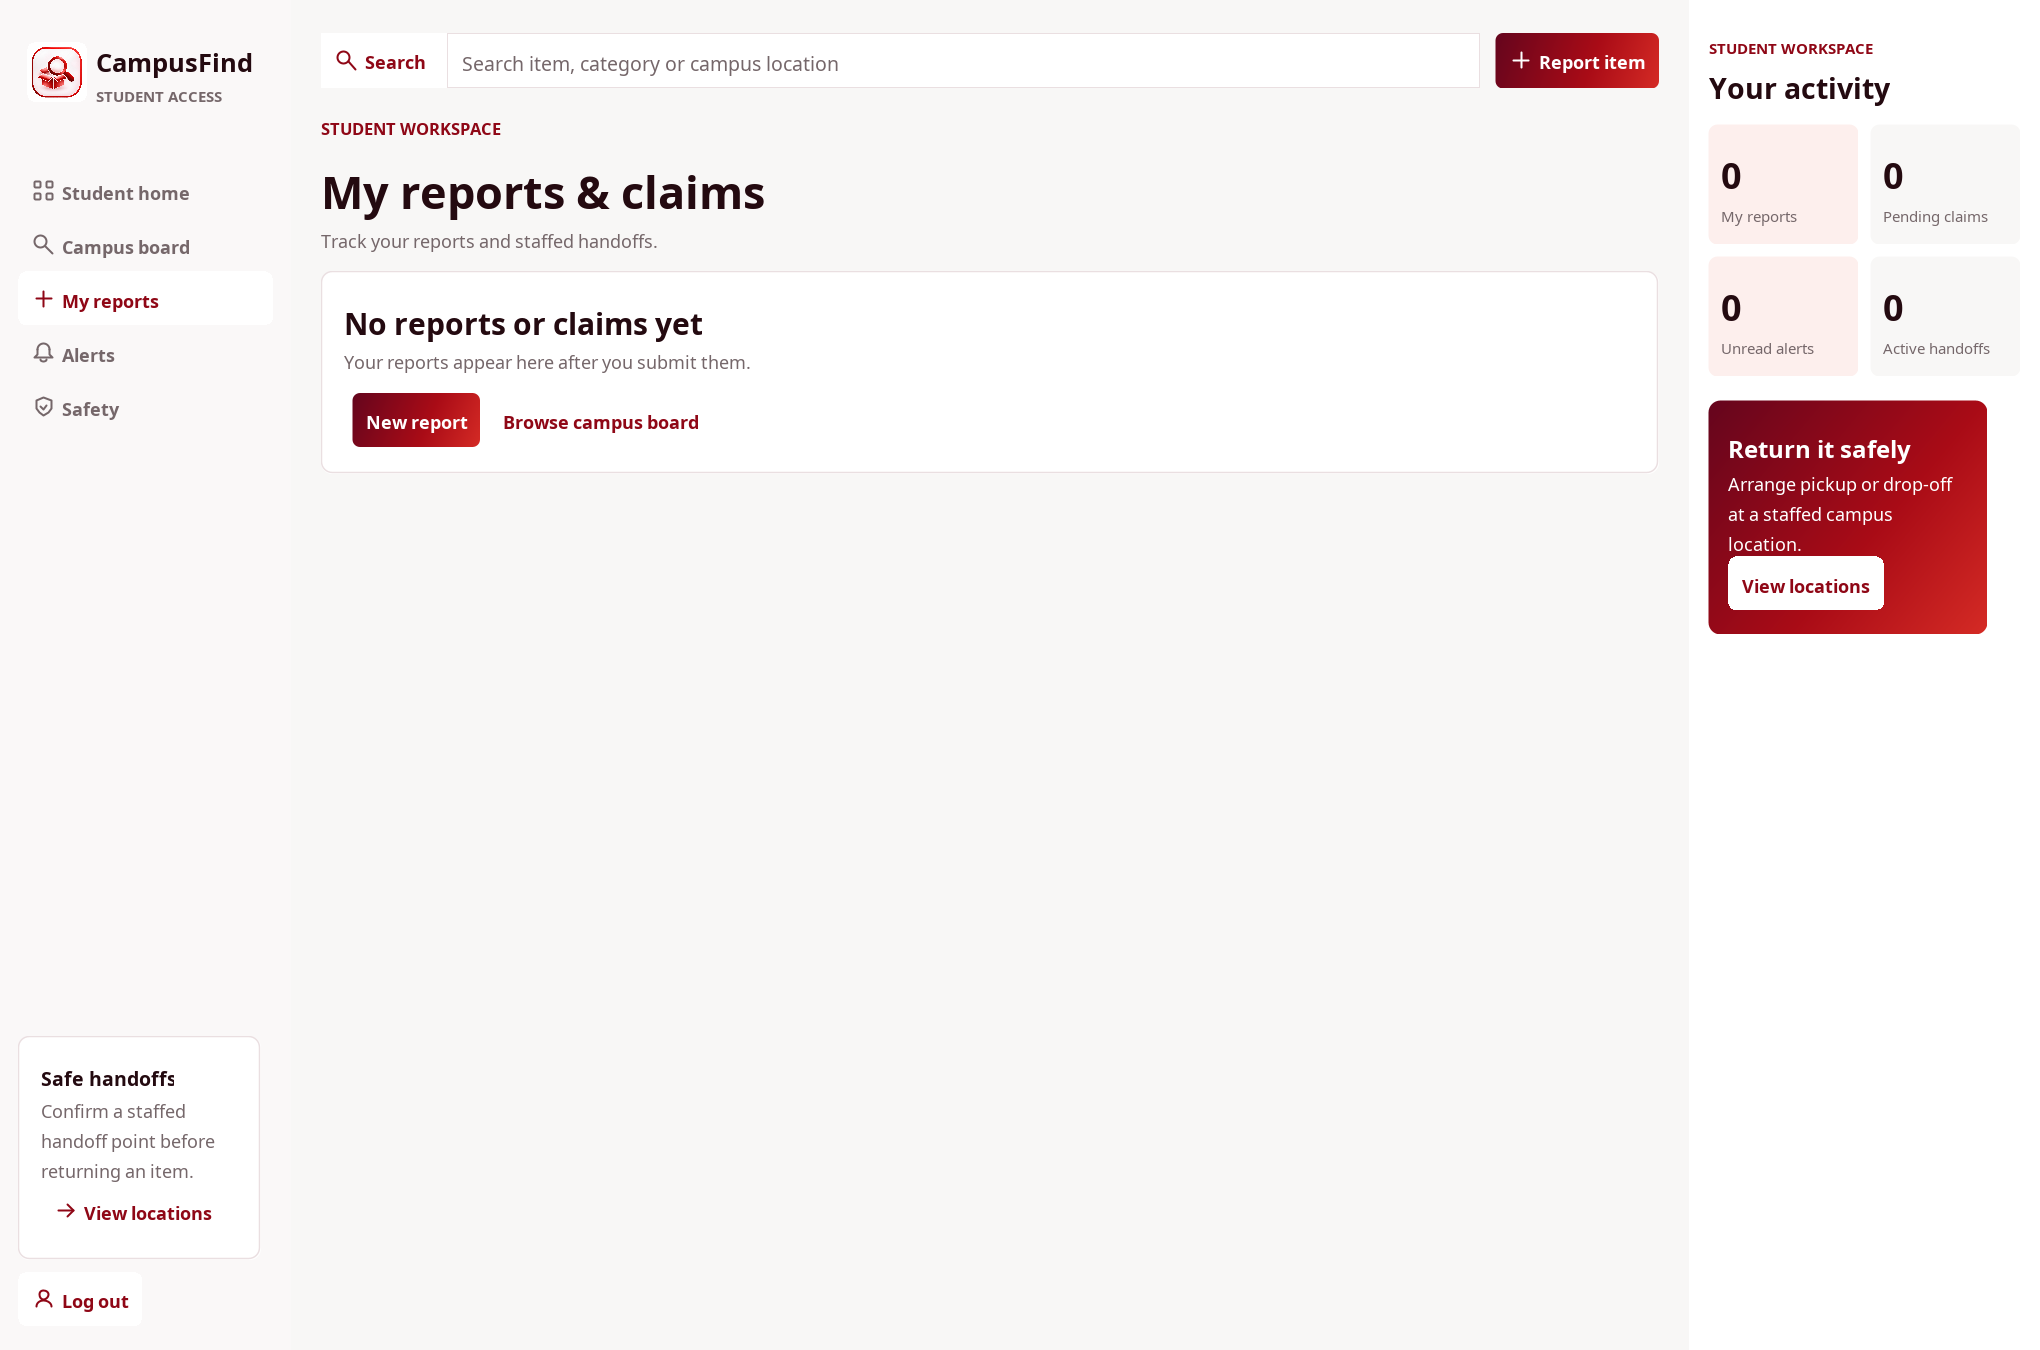 CampusFind
STUDENT ACCESS
Student home
Campus board
My reports
Alerts
Safety
Safe handoffs
Confirm a staffed
handoff point before
returning an item.
View locations
Log out
Search
Search item, category or campus location
Report item
STUDENT WORKSPACE
My reports & claims
Track your reports and staffed handoffs.
No reports or claims yet
Your reports appear here after you submit them.
New report
Browse campus board
STUDENT WORKSPACE
Your activity
0
My reports
0
Pending claims
0
Unread alerts
0
Active handoffs
Return it safely
Arrange pickup or drop-off
at a staffed campus
location.
View locations